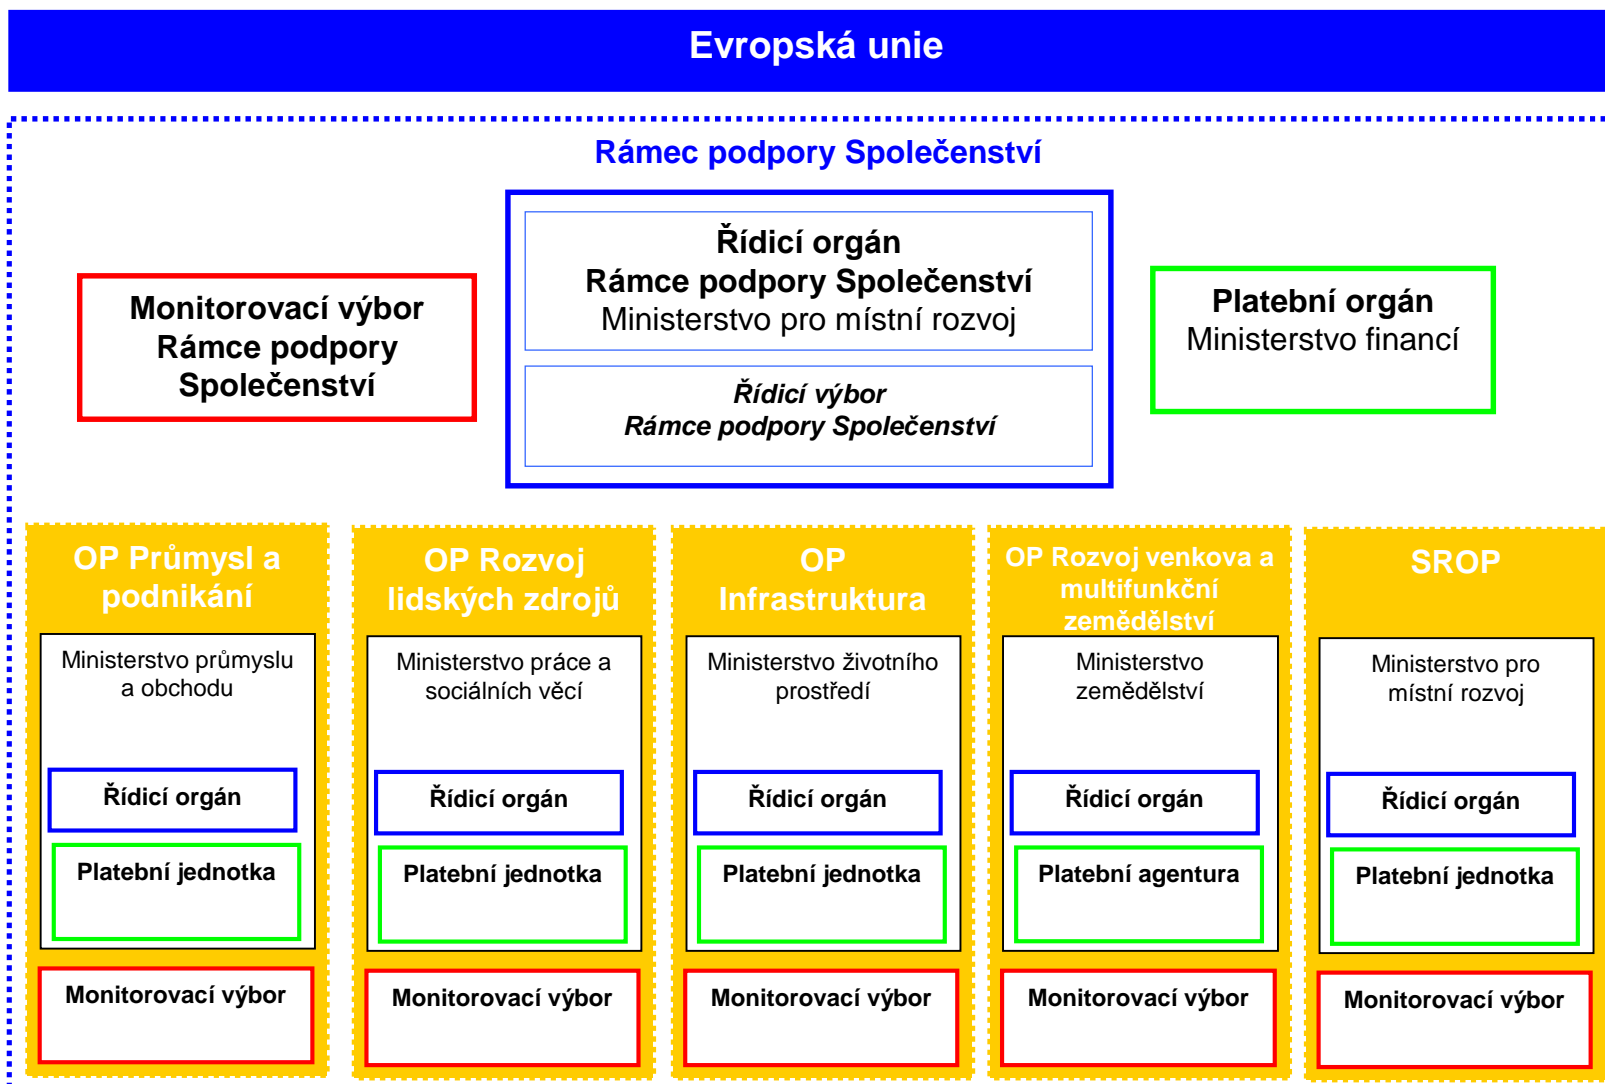 Evropská unie
Rámec podpory Společenství
Monitorovací výbor
Rámce podpory
Společenství
Řídicí orgán
Rámce podpory Společenství
Ministerstvo pro místní rozvoj
Řídicí výbor
Rámce podpory Společenství
Platební orgán
Ministerstvo financí
OP Průmysl a
podnikání
Ministerstvo průmyslu
a obchodu
Řídicí orgán
Platební jednotka
Monitorovací výbor
OP Rozvoj
lidských zdrojů
Ministerstvo práce a
sociálních věcí
Řídicí orgán
Platební jednotka
Monitorovací výbor
OP
Infrastruktura
Ministerstvo životního
prostředí
Řídicí orgán
Platební jednotka
Monitorovací výbor
OP Rozvoj venkova a
multifunkční
zemědělství
Ministerstvo
zemědělství
Řídicí orgán
Platební agentura
Monitorovací výbor
SROP
Ministerstvo pro
místní rozvoj
Řídicí orgán
Platební jednotka
Monitorovací výbor